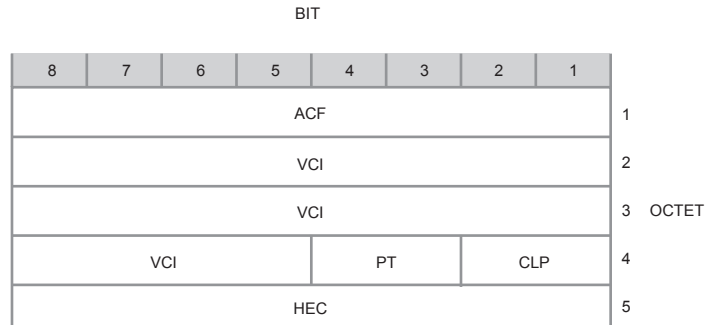 BIT
8 7 6 5 4 3 2 1
ACF 1
VCI 2
VCI 3 OCTET
VCI PT CLP 4
HEC 5